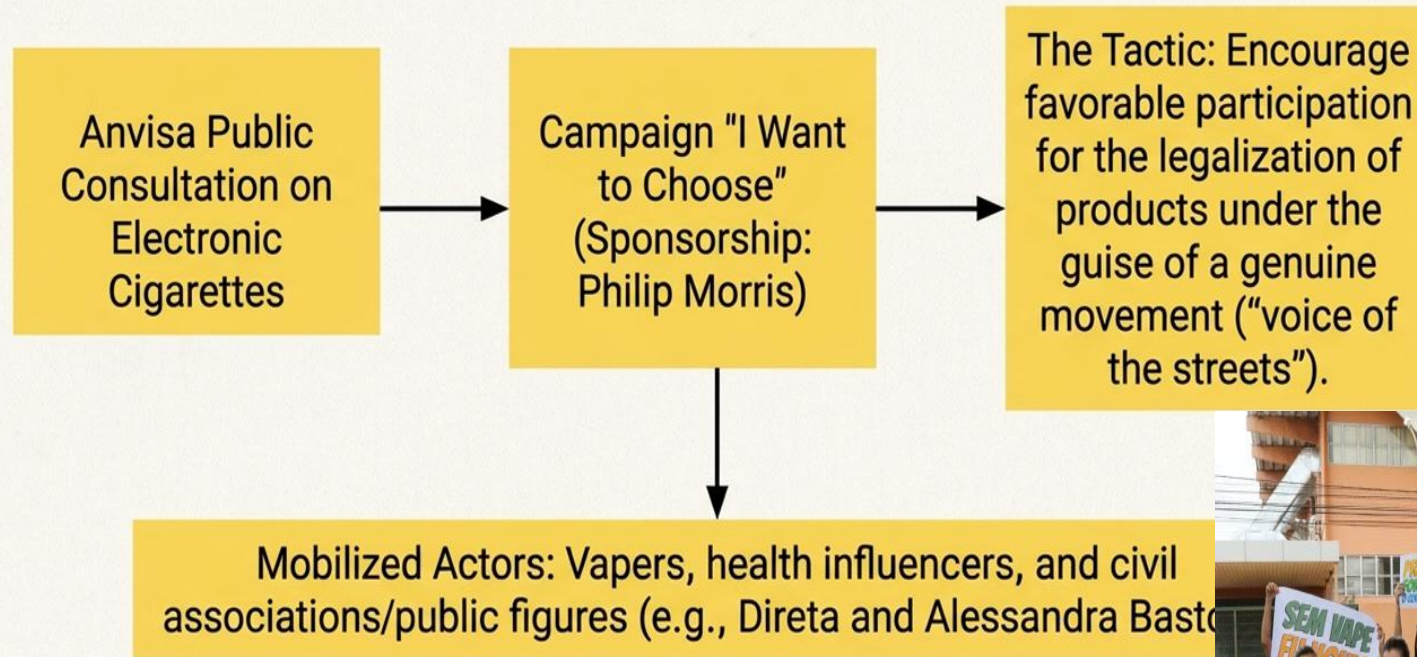 Anvisa Public
Consultation on
Electronic
Cigarettes
Campaign "I Want
to Choose"
(Sponsorship:
Philip Morris)
The Tactic: Encourage
favorable participation
for the legalization of
products under the
guise of a genuine
movement (“voice of
the streets”).
Mobilized Actors: Vapers, health influencers, and civil
associations/public figures (e.g., Direta and Alessandra
SEM VAPE